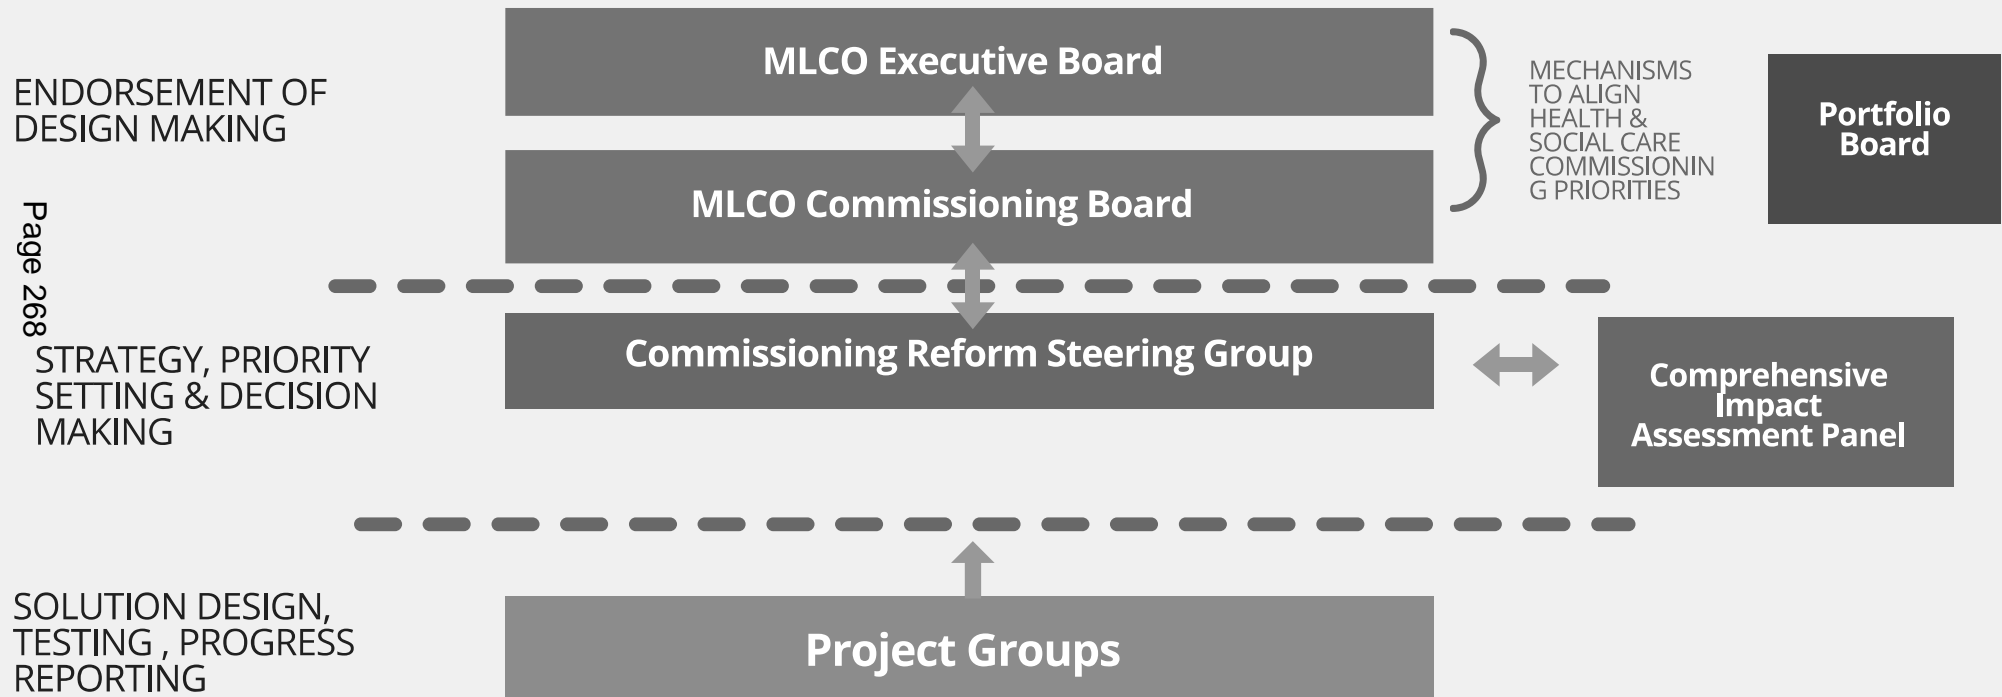 MLCO Executive Board
ENDORSEMENT OF
DESIGN MAKING
MECHANISMS
TO ALIGN
HEALTH &
SOCIAL CARE
COMMISSIONIN
G PRIORITIES
Portfolio
Board
MLCO Commissioning Board
Page 268
STRATEGY, PRIORITY
SETTING & DECISION
MAKING
Commissioning Reform Steering Group
Comprehensive
Impact
Assessment Panel
SOLUTION DESIGN,
TESTING , PROGRESS
REPORTING
Project Groups